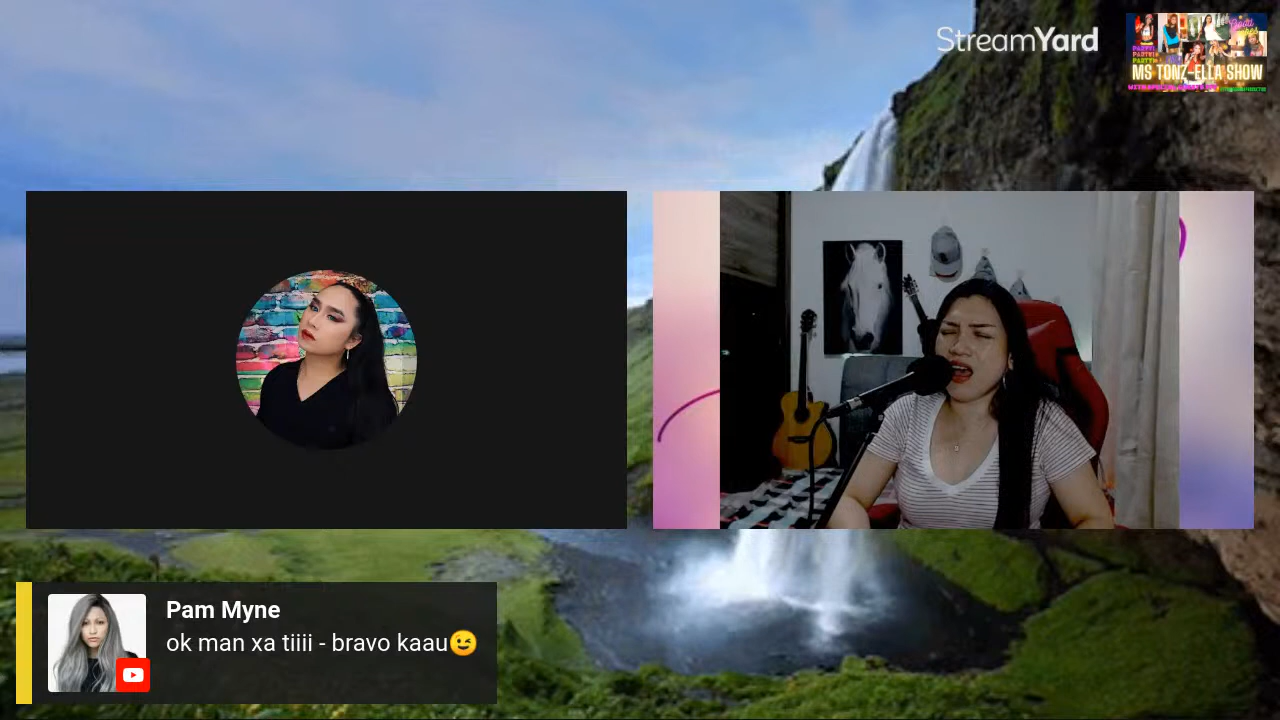 StreamYard
MS TONZ-ELLA SHOW
Pam Myne
ok man xa tiiii - bravo kaau😉